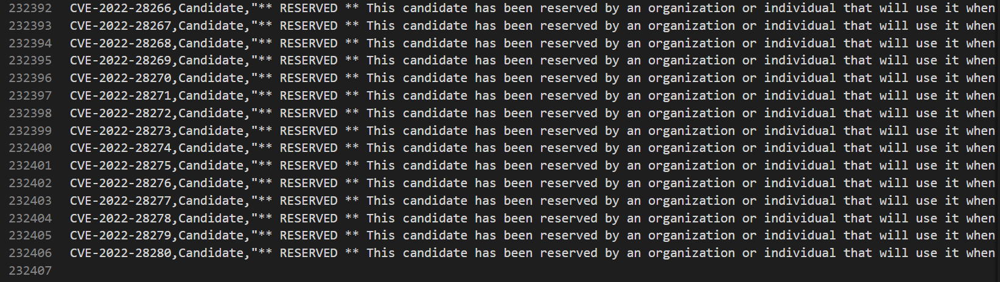 232392 CVE-2022-28266,Candidate,"** RESERVED ** This candidate has been reserved by an organization or individual that will use it when
232393 CVE-2022-28267,Candidate,"** RESERVED ** This candidate has been reserved by an organization or individual that will use it when
232394 CVE-2022-28268,Candidate,"** RESERVED ** This candidate has been reserved by an organization or individual that will use it when
232395 CVE-2022-28269,Candidate,"** RESERVED ** This candidate has been reserved by an organization or individual that will use it when
232396 CVE-2022-28270,Candidate,"** RESERVED ** This candidate has been reserved by an organization or individual that will use it when
232397 CVE-2022-28271,Candidate,"** RESERVED ** This candidate has been reserved by an organization or individual that will use it when
232398 CVE-2022-28272,Candidate,"** RESERVED ** This candidate has been reserved by an organization or individual that will use it when
232399 CVE-2022-28273,Candidate,"** RESERVED ** This candidate has been reserved by an organization or individual that will use it when
232400 CVE-2022-28274,Candidate,"** RESERVED ** This candidate has been reserved by an organization or individual that will use it when
232401 CVE-2022-28275,Candidate,"** RESERVED ** This candidate has been reserved by an organization or individual that will use it when
232402 CVE-2022-28276,Candidate,"** RESERVED ** This candidate has been reserved by an organization or individual that will use it when
232403 CVE-2022-28277,Candidate,"** RESERVED ** This candidate has been reserved by an organization or individual that will use it when
232404 CVE-2022-28278,Candidate,"** RESERVED ** This candidate has been reserved by an organization or individual that will use it when
232405 CVE-2022-28279,Candidate,"** RESERVED ** This candidate has been reserved by an organization or individual that will use it when
232406 CVE-2022-28280,Candidate,"** RESERVED ** This candidate has been reserved by an organization or individual that will use it when
232407